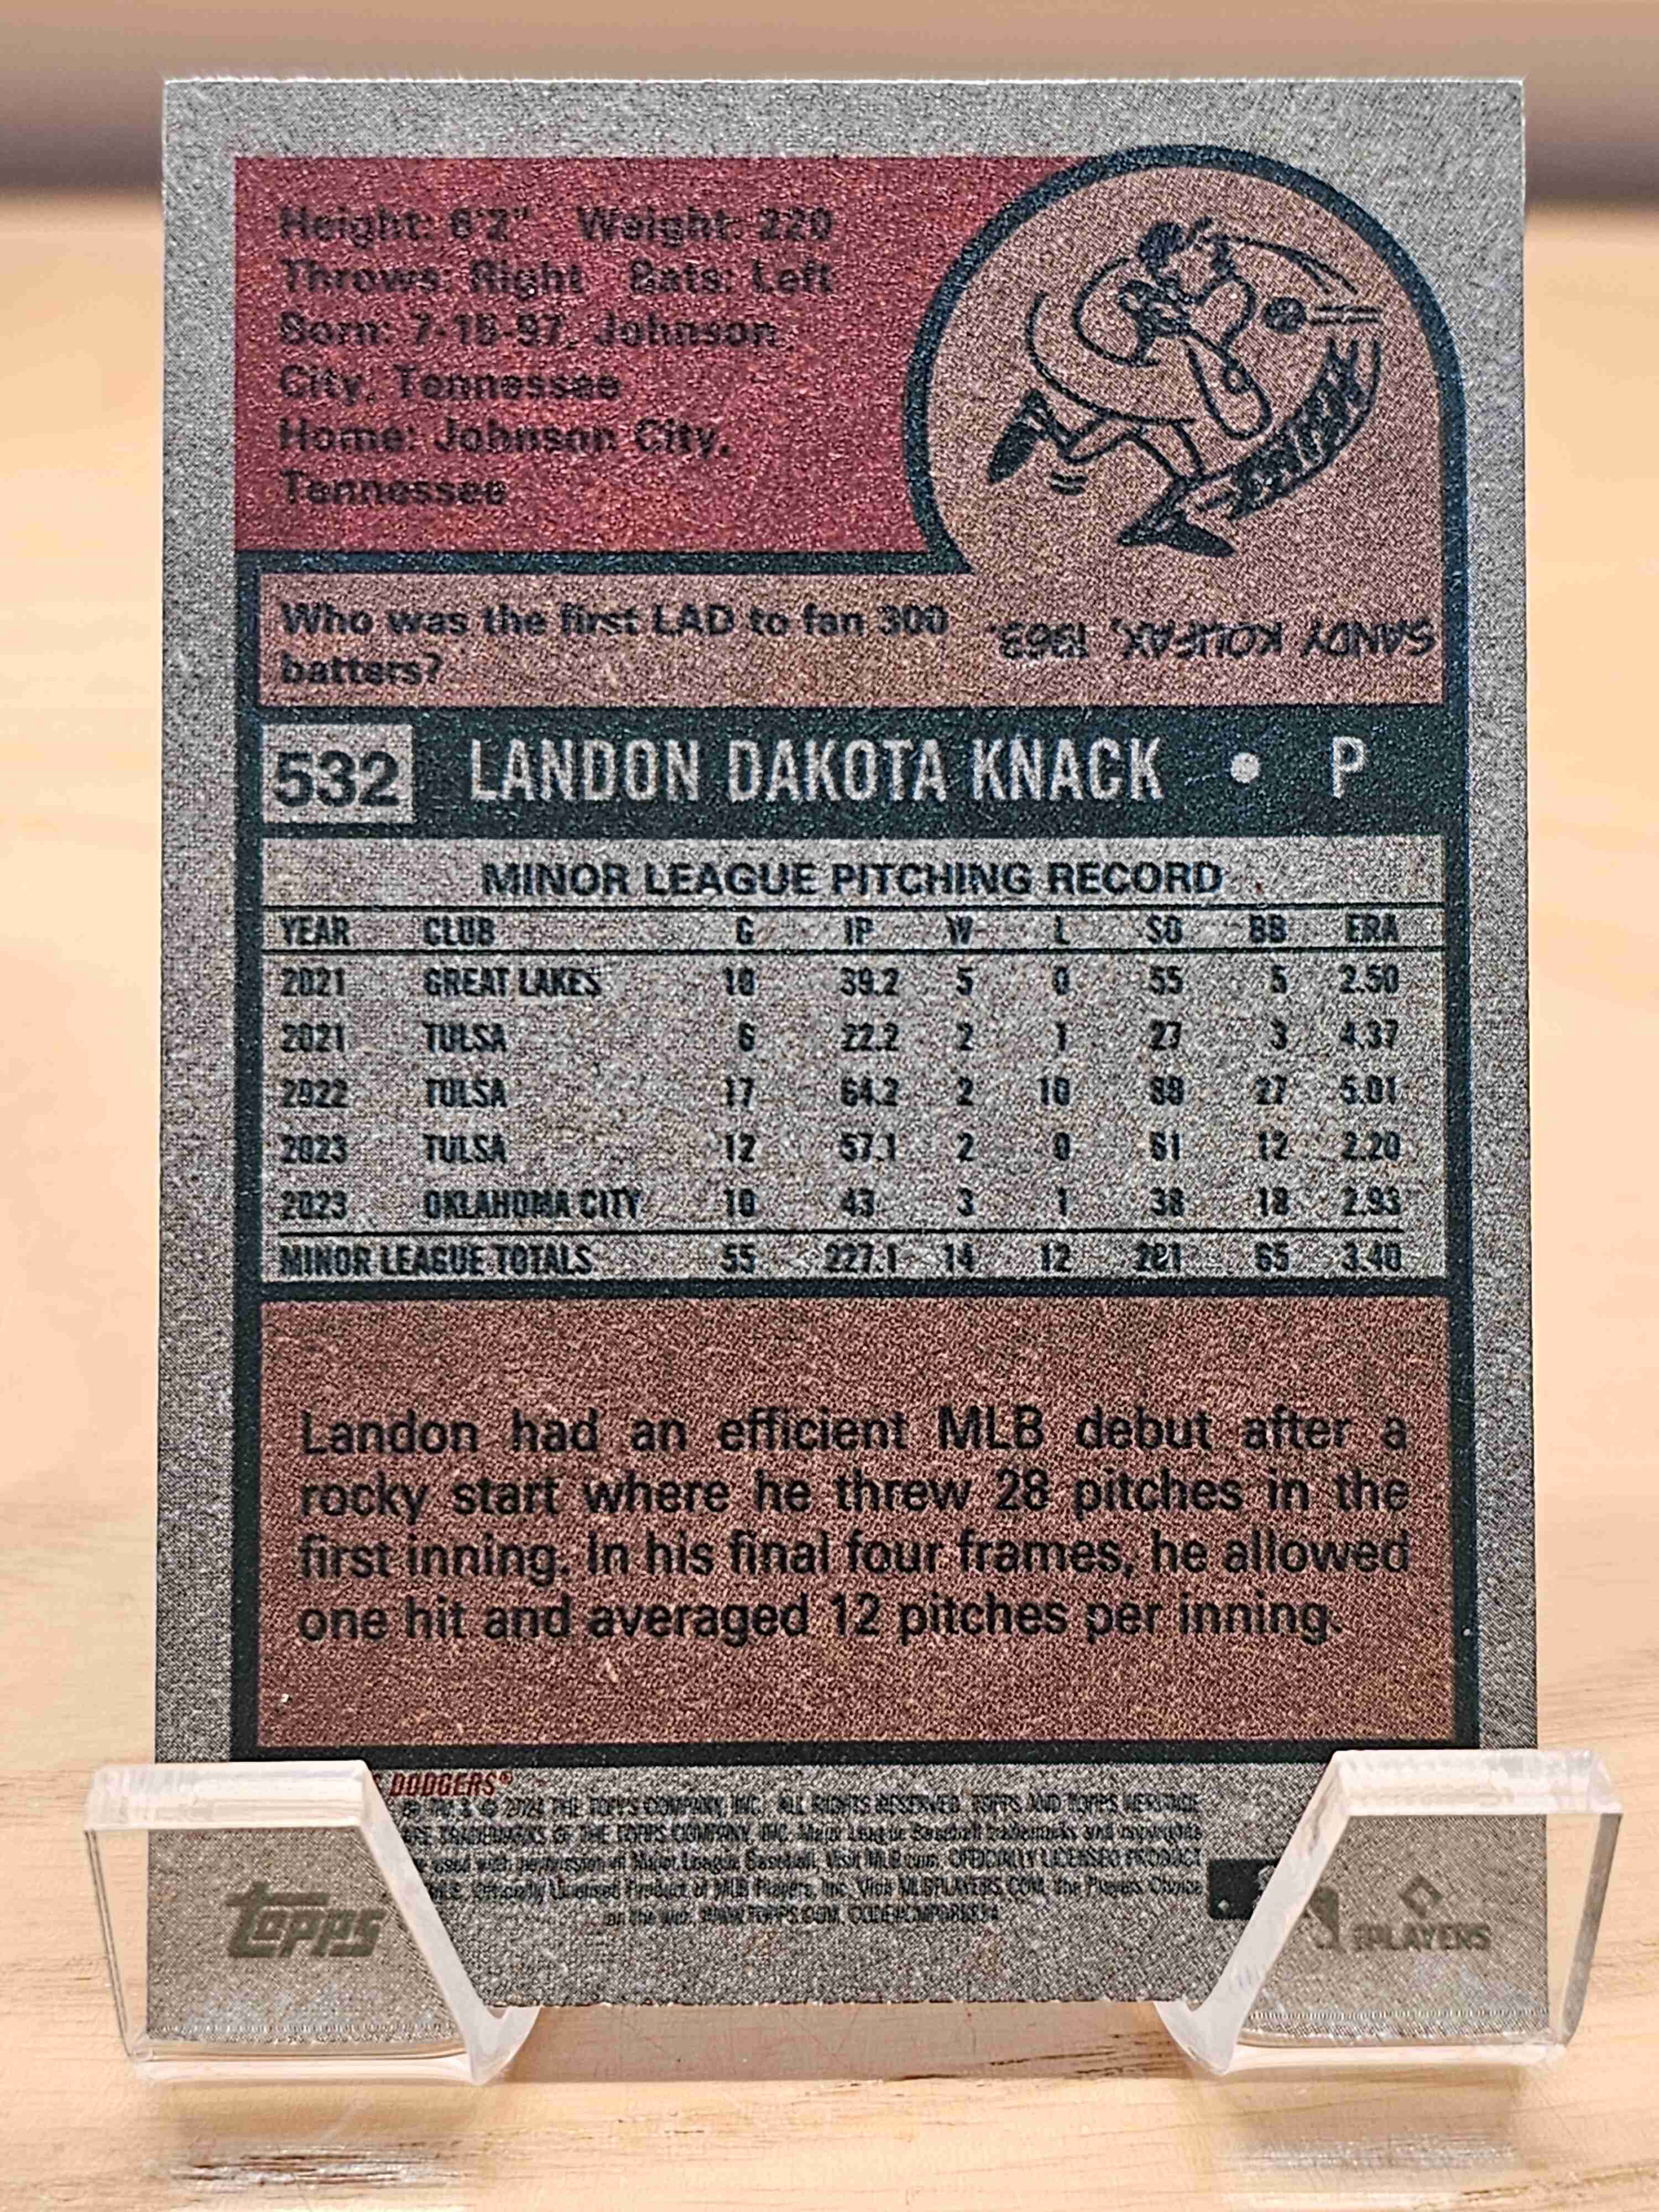 Height: 6'2" Weight: 220
Throws: Right Bats: Left
Born: 7-15-97, Johnson
City, Tennessee
Home: Johnson City,
Tennessee
Who was the first LAD to fan 300
batters?
SANDY KOUFAX, 1963.
532 LANDON DAKOTA KNACK • P
MINOR LEAGUE PITCHING RECORD
YEAR CLUB G IP W L SO BB ERA
2021 GREAT LAKES 10 39.2 5 0 55 5 2.50
2021 TULSA 6 22.2 2 1 27 3 4.37
2022 TULSA 17 64.2 2 10 80 27 5.01
2023 TULSA 12 57.1 2 0 61 12 2.20
2023 OKLAHOMA CITY 10 43 3 1 38 18 2.93
MINOR LEAGUE TOTALS 55 227.1 14 12 261 65 3.40
Landon had an efficient MLB debut after a
rocky start where he threw 28 pitches in the
first inning. In his final four frames, he allowed
one hit and averaged 12 pitches per inning.
DODGERS®
® TM & © 2024 THE TOPPS COMPANY, INC. ALL RIGHTS RESERVED. TOPPS AND TOPPS HERITAGE
ARE TRADEMARKS OF THE TOPPS COMPANY, INC. Major League Baseball trademarks and copyrights
used with permission of Major League Baseball. Visit MLB.com. OFFICIALLY LICENSED PRODUCT
Officially Licensed Product of MLB Players, Inc. Visit MLBPLAYERS.COM, the Players Choice
on the web. WWW.TOPPS.COM.
topps
PLAYERS